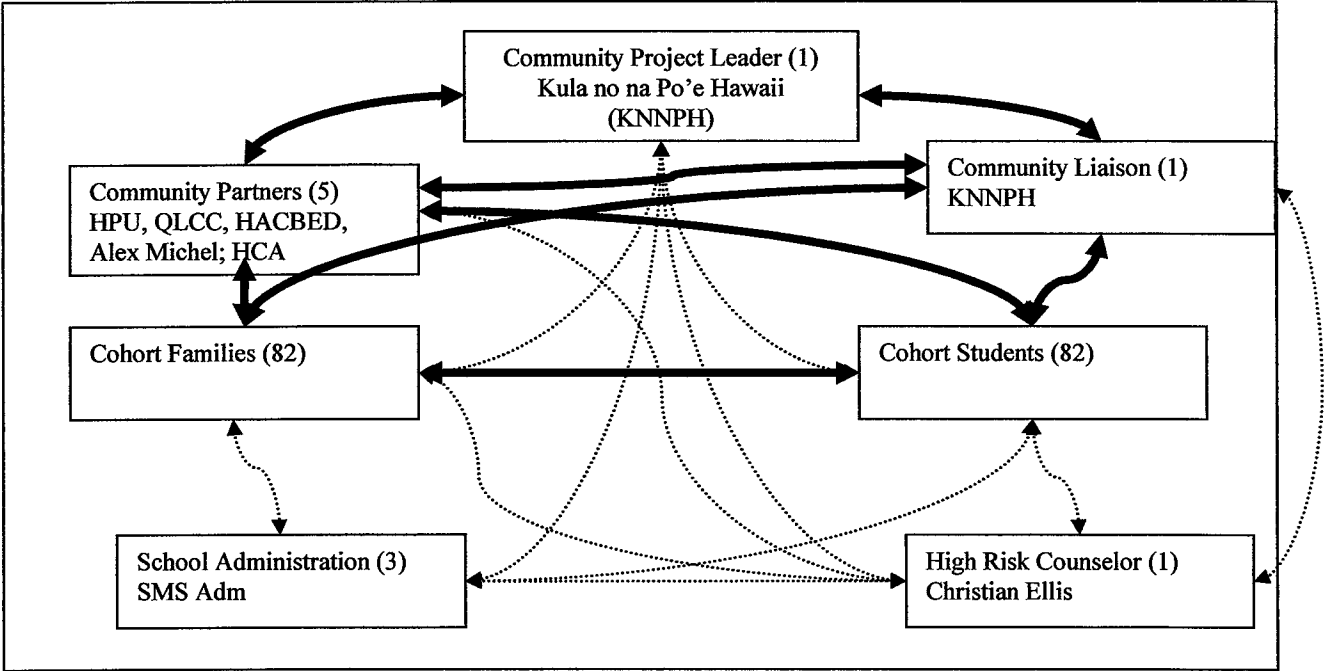 Community Project Leader (1)
Kula no na Po’e Hawaii
(KNNPH)
Community Partners (5)
HPU, QLCC, HACBED,
Alex Michel; HCA
Community Liaison (1)
KNNPH
Cohort Families (82)
Cohort Students (82)
School Administration (3)
SMS Adm
High Risk Counselor (1)
Christian Ellis